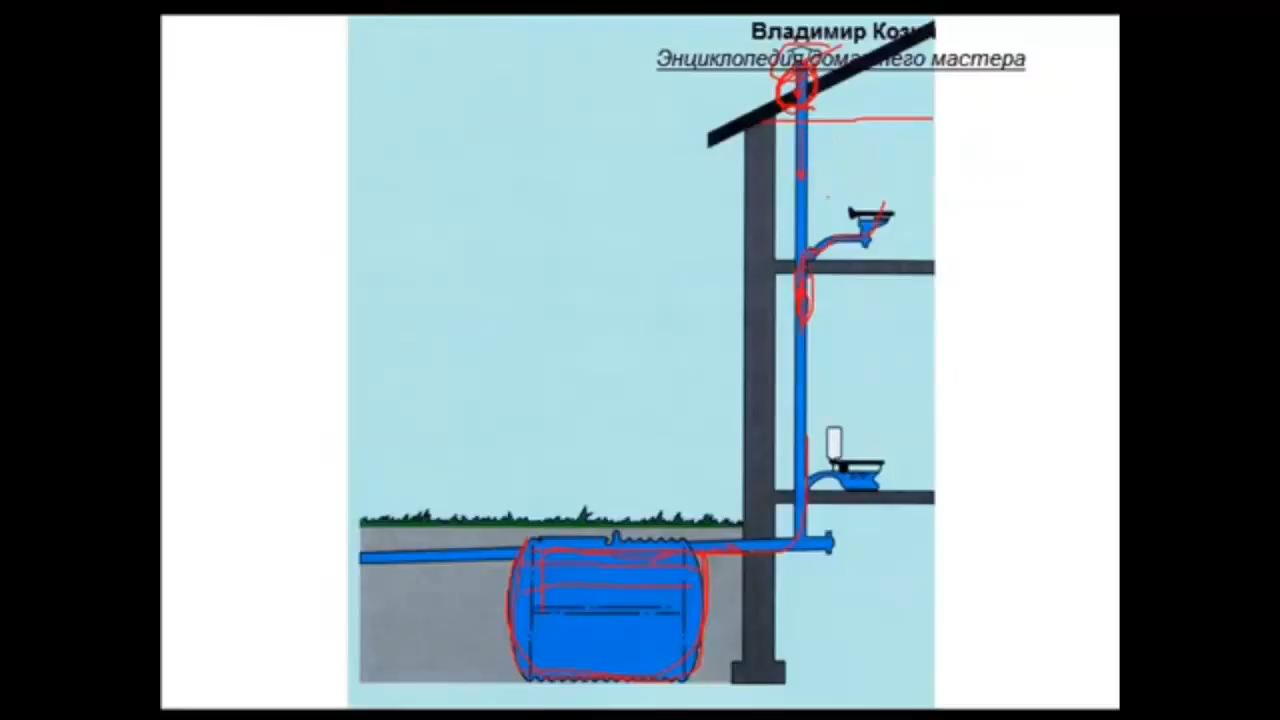 Владимир
Энциклопедия мастера